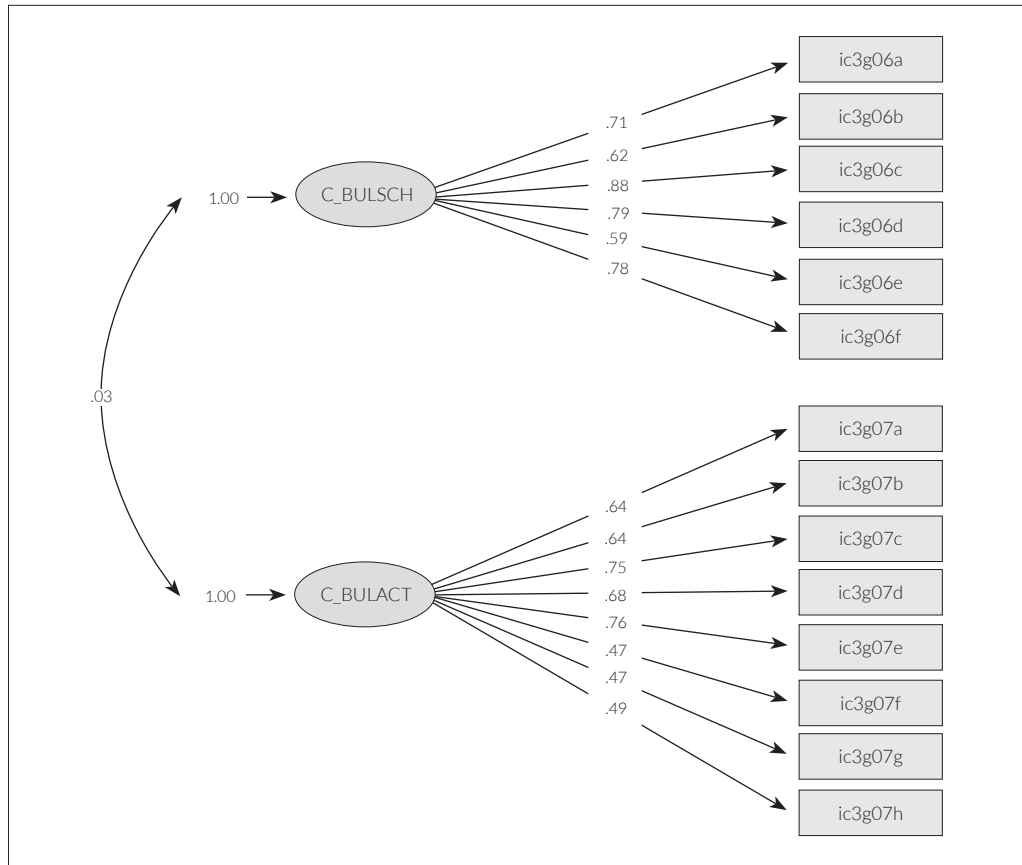 ic3g06a
.71
ic3g06b
.62
ic3g06c
.88
1.00
C_BULSCH
.79
ic3g06d
.59
.78
ic3g06e
ic3g06f
.03
ic3g07a
.64
ic3g07b
.64
ic3g07c
.75
1.00
C_BULACT
.68
ic3g07d
.76
ic3g07e
.47
.47
ic3g07f
.49
ic3g07g
ic3g07h